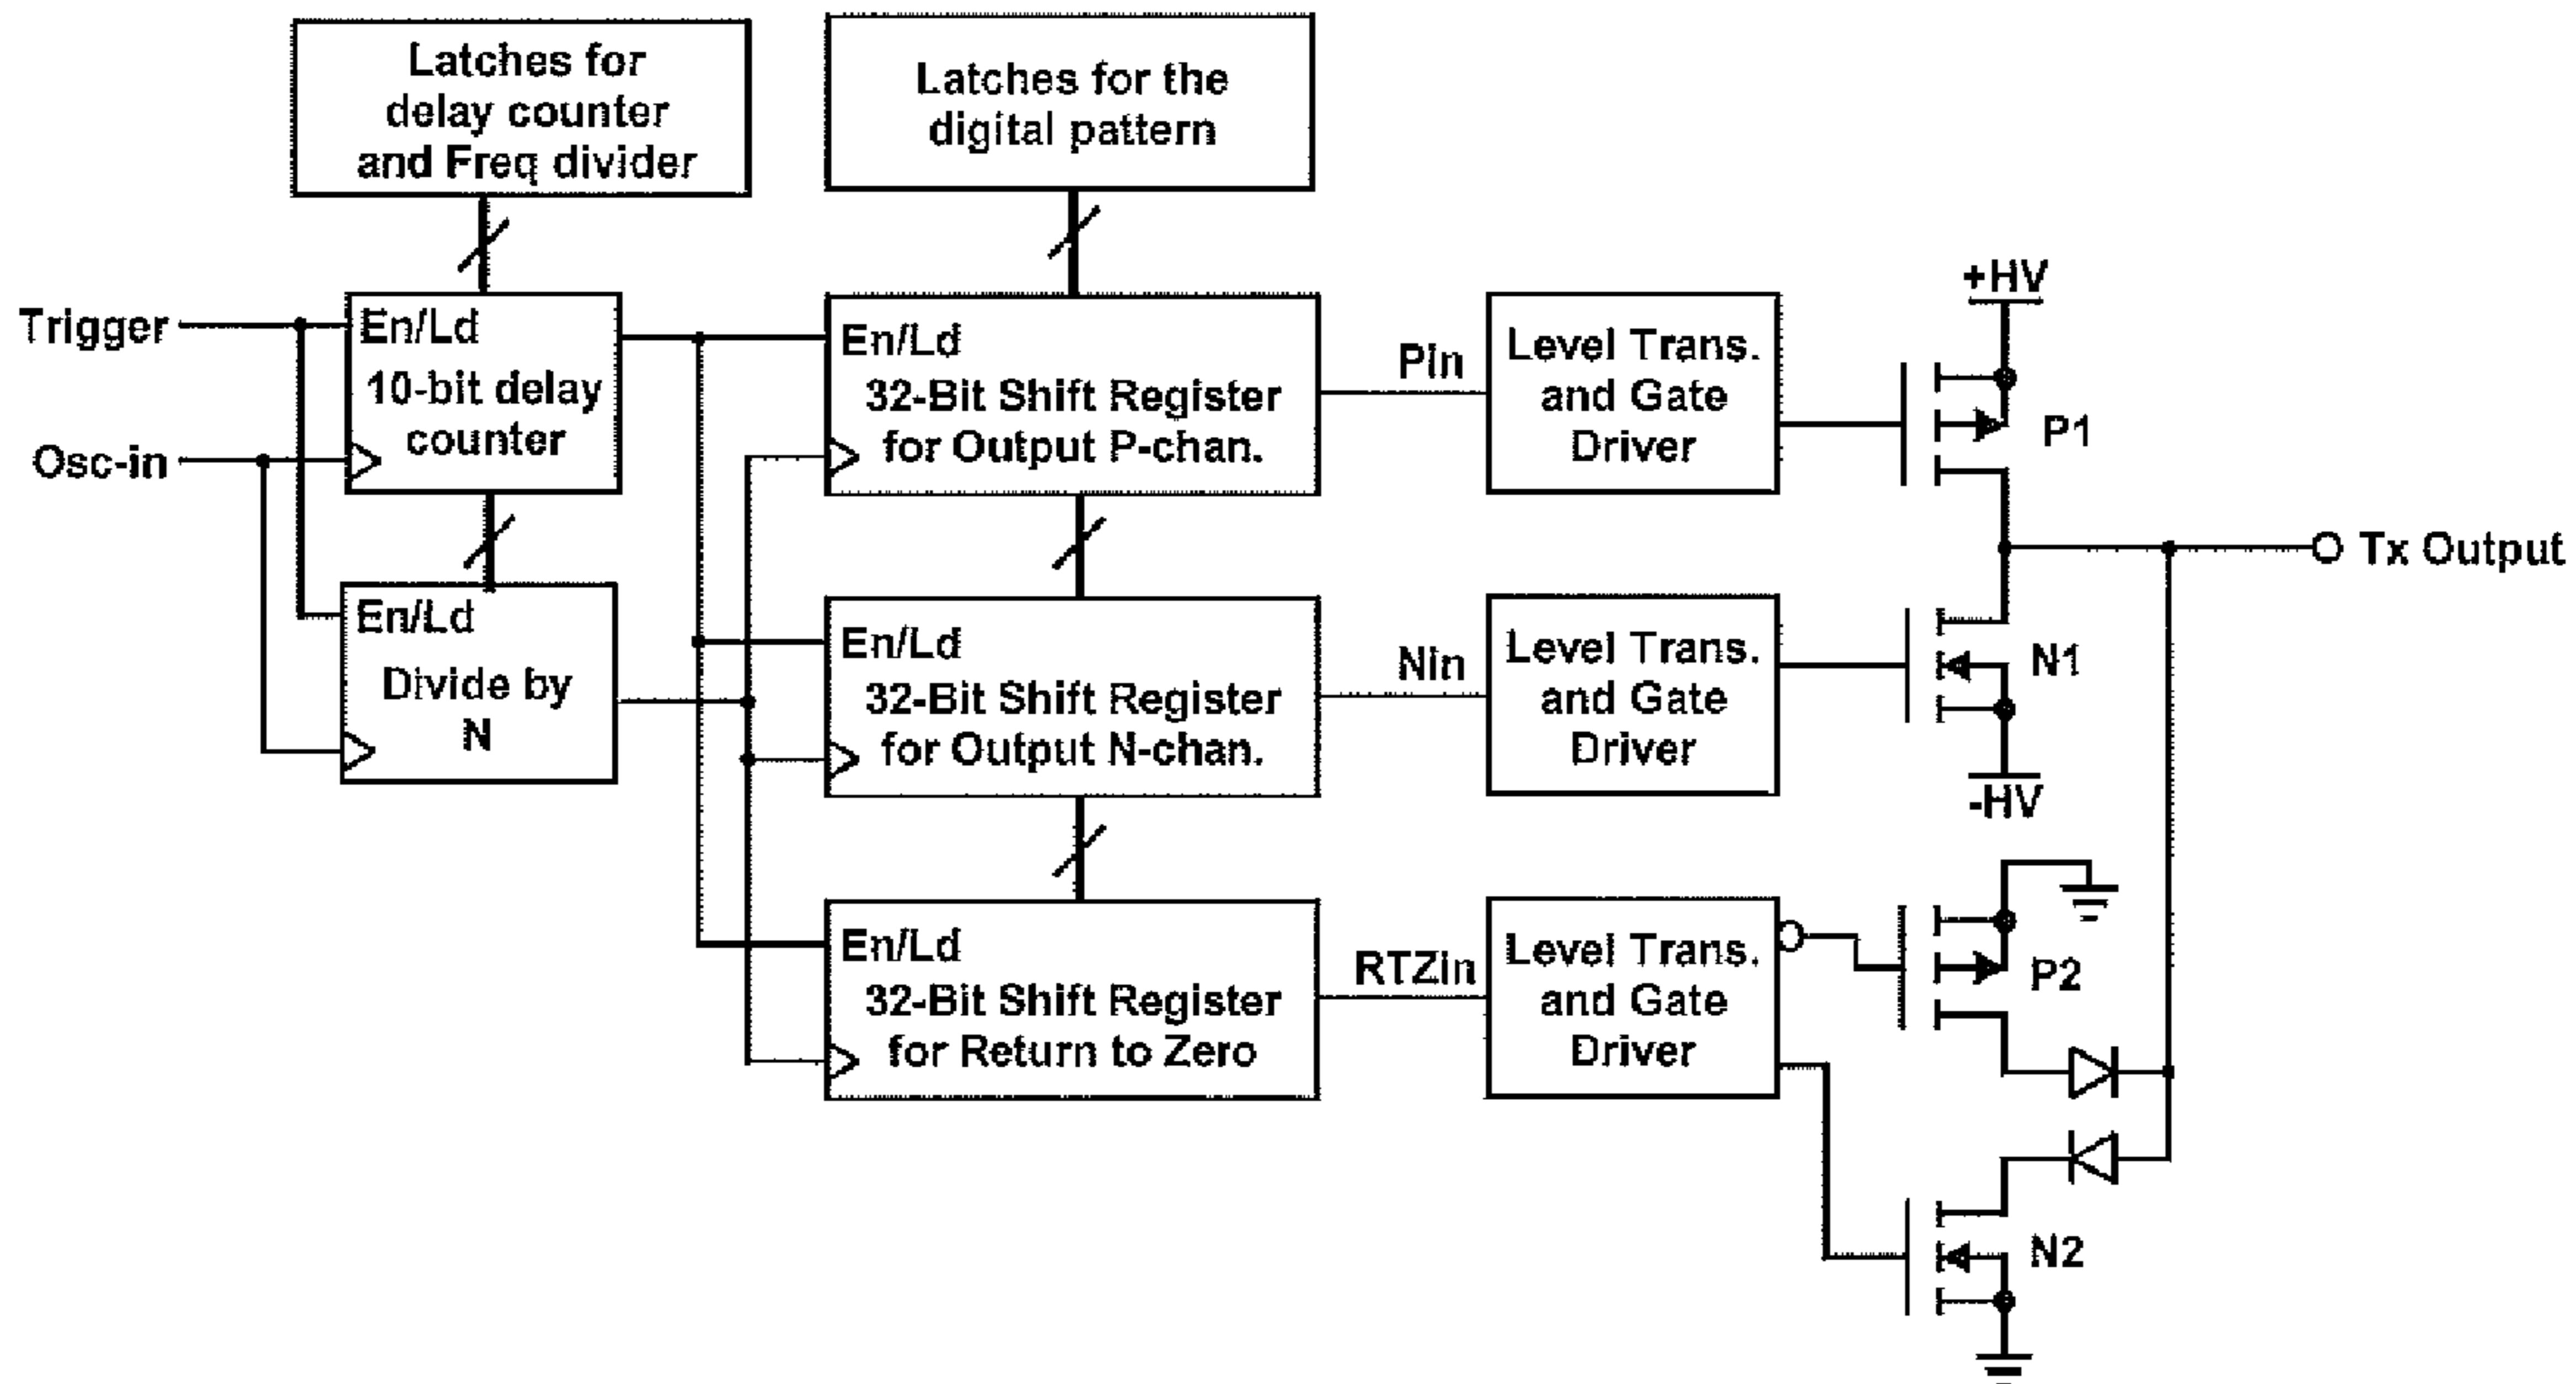 Latches for
delay counter
and Freq divider
Latches for the
digital pattern
Trigger
Osc-in
En/Ld
10-bit delay
counter
En/Ld
Divide by
N
En/Ld
32-Bit Shift Register
for Output P-chan.
En/Ld
32-Bit Shift Register
for Output N-chan.
En/Ld
32-Bit Shift Register
for Return to Zero
Pin
Nin
RTZin
Level Trans.
and Gate
Driver
Level Trans.
and Gate
Driver
Level Trans.
and Gate
Driver
+HV
P1
Tx Output
N1
-HV
P2
N2